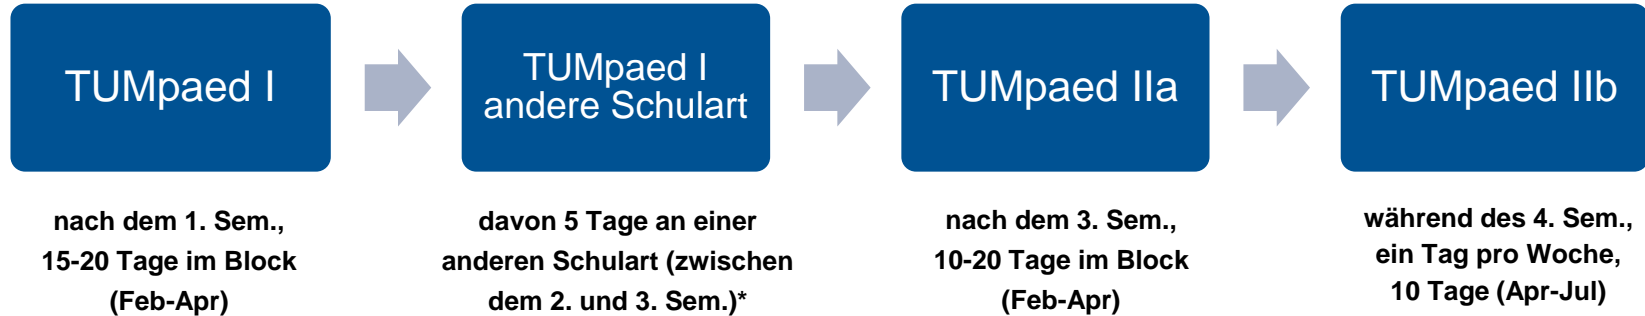 TUMpaed I
nach dem 1. Sem.,
15-20 Tage im Block
(Feb-Apr)
TUMpaed I
andere Schulart
davon 5 Tage an einer
anderen Schulart (zwischen
dem 2. und 3. Sem.)*
TUMpaed IIa
nach dem 3. Sem.,
10-20 Tage im Block
(Feb-Apr)
TUMpaed IIb
während des 4. Sem.,
ein Tag pro Woche,
10 Tage (Apr-Jul)